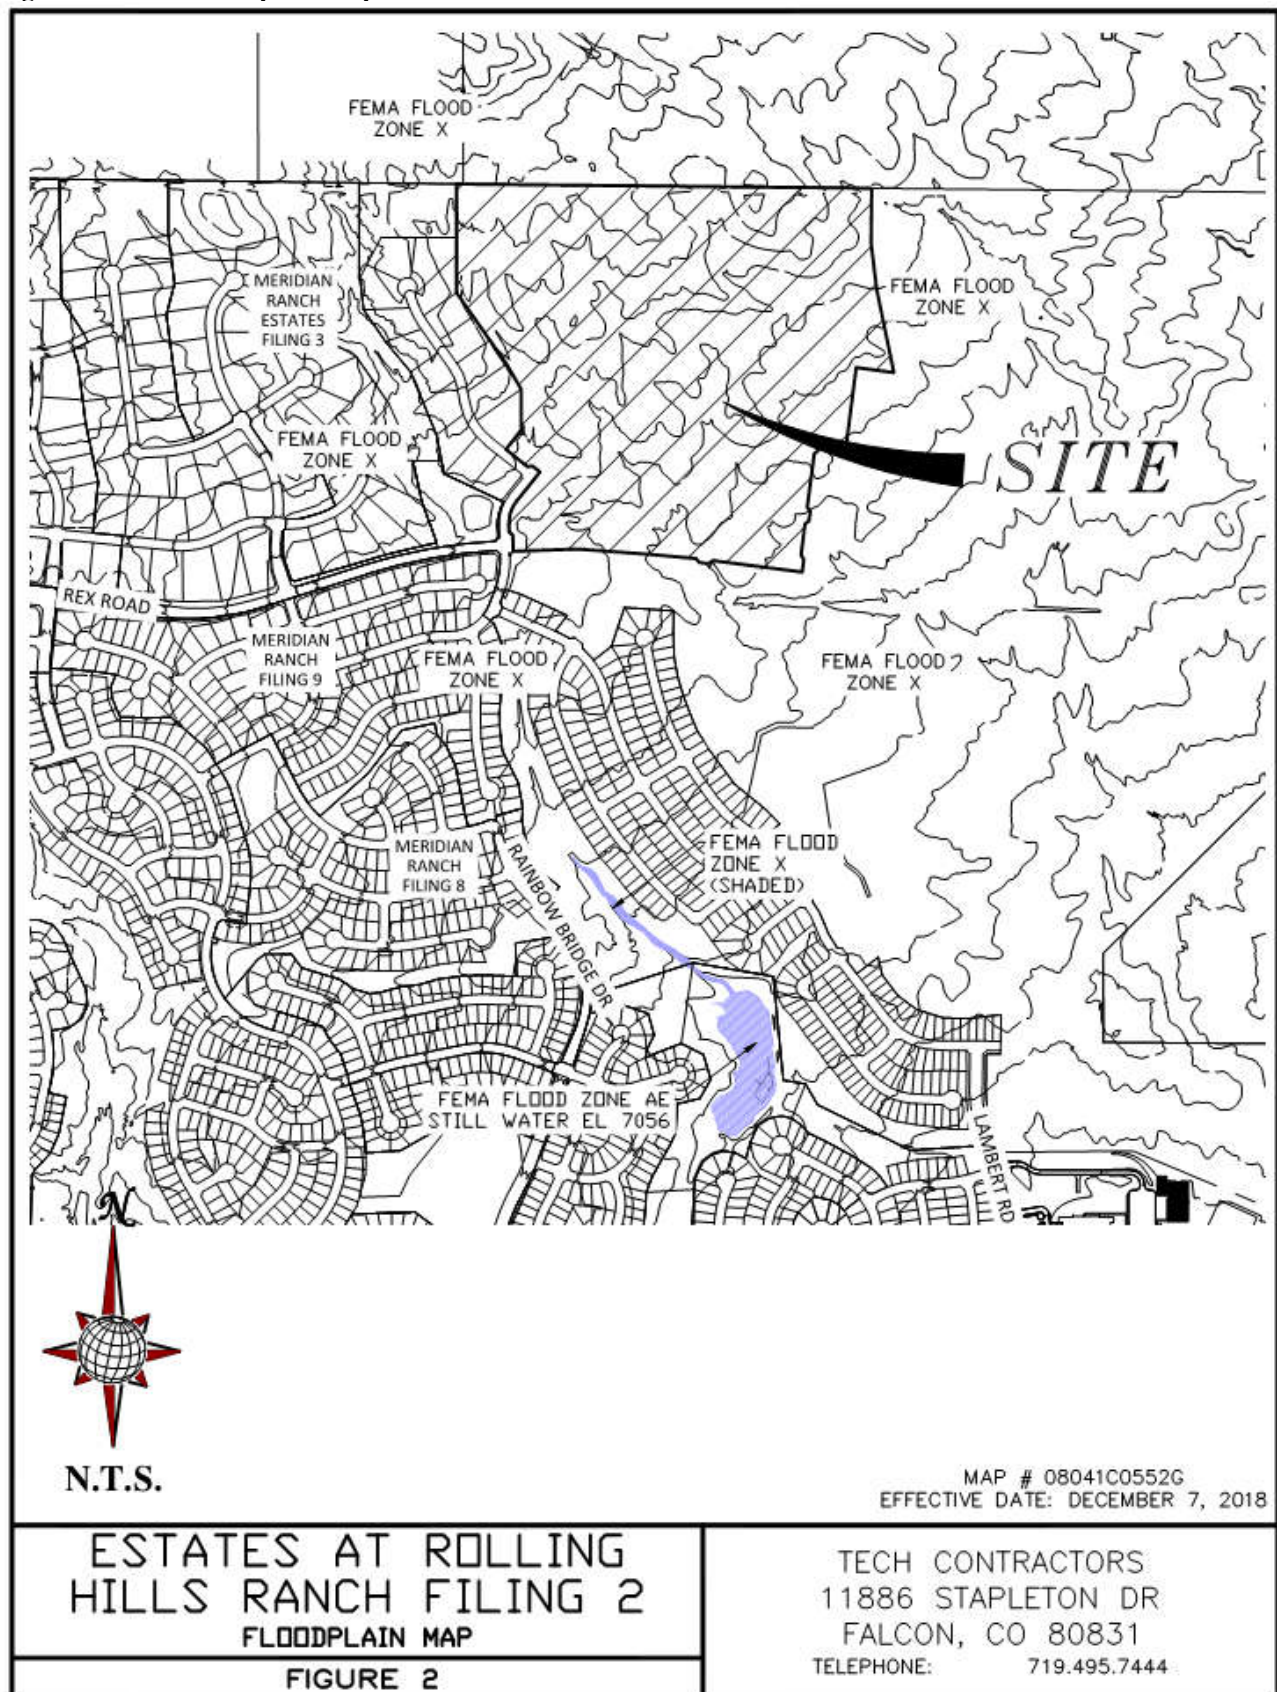 FEMA FLOOD
ZONE X
MERIDIAN
RANCH
ESTATES
FILING 3
FEMA FLOOD
ZONE X
FEMA FLOOD
ZONE X
SITE
REX ROAD
MERIDIAN
RANCH
FILING 9
FEMA FLOOD
ZONE X
FEMA FLOOD
ZONE X
MERIDIAN
RANCH
FILING 8
RAINBOW BRIDGE DR
FEMA FLOOD
ZONE X
(SHADED)
FEMA FLOOD ZONE AE
STILL WATER EL 7056
LAMBERT RD
N
N.T.S.
MAP # 08041C0552G
EFFECTIVE DATE: DECEMBER 7, 2018
ESTATES AT ROLLING
HILLS RANCH FILING 2
FLOODPLAIN MAP
FIGURE 2
TECH CONTRACTORS
11886 STAPLETON DR
FALCON, CO 80831
TELEPHONE: 719.495.7444